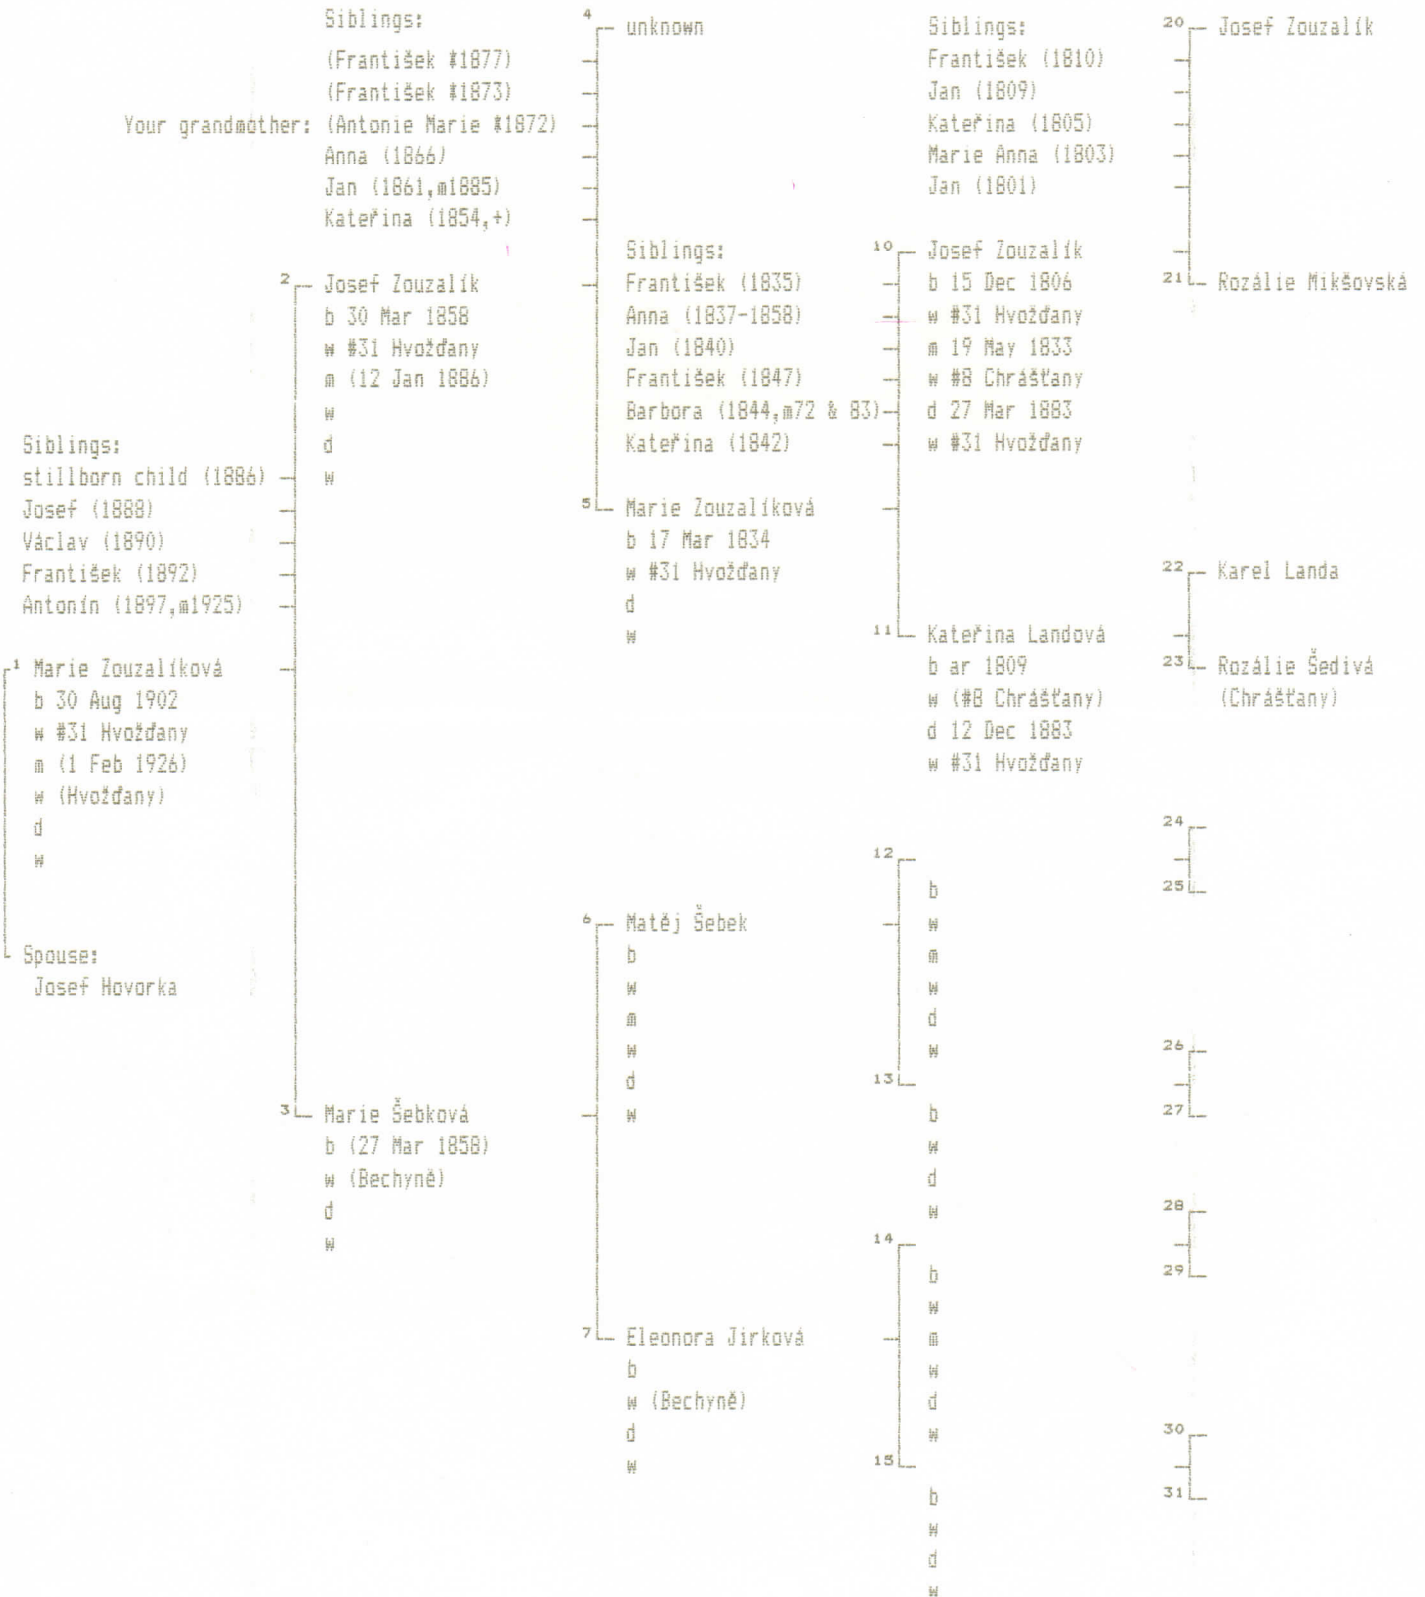 Siblings:
(František #1877)
(František #1873)
Your grandmother: (Antonie Marie #1872)
Anna (1866)
Jan (1861,m1885)
Kateřina (1854,+)
2 Josef Zouzalík
b 30 Mar 1858
w #31 Hvožďany
m (12 Jan 1886)
w
d
w
Siblings:
stillborn child (1886)
Josef (1888)
Václav (1890)
František (1892)
Antonín (1897,m1925)
1 Marie Zouzalíková
b 30 Aug 1902
w #31 Hvožďany
m (1 Feb 1926)
w (Hvožďany)
d
w
Spouse:
Josef Hovorka
3 Marie Šebková
b (27 Mar 1858)
w (Bechyně)
d
w
4 unknown
Siblings:
František (1835)
Anna (1837-1858)
Jan (1840)
František (1847)
Barbora (1844,m72 & 83)
Kateřina (1842)
5 Marie Zouzalíková
b 17 Mar 1834
w #31 Hvožďany
d
w
6 Matěj Šebek
b
w
m
w
d
w
7 Eleonora Jirková
b
w (Bechyně)
d
w
Siblings:
František (1810)
Jan (1809)
Kateřina (1805)
Marie Anna (1803)
Jan (1801)
10 Josef Zouzalík
b 15 Dec 1806
w #31 Hvožďany
m 19 May 1833
w #8 Chrášťany
d 27 Mar 1883
w #31 Hvožďany
11 Kateřina Landová
b ar 1809
w (#8 Chrášťany)
d 12 Dec 1883
w #31 Hvožďany
12
b
w
m
w
d
w
13
b
w
d
w
14
b
w
m
w
d
w
15
b
w
d
w
20 Josef Zouzalík
21 Rozálie Mikšovská
22 Karel Landa
23 Rozálie Šedivá
(Chrášťany)
24
25
26
27
28
29
30
31